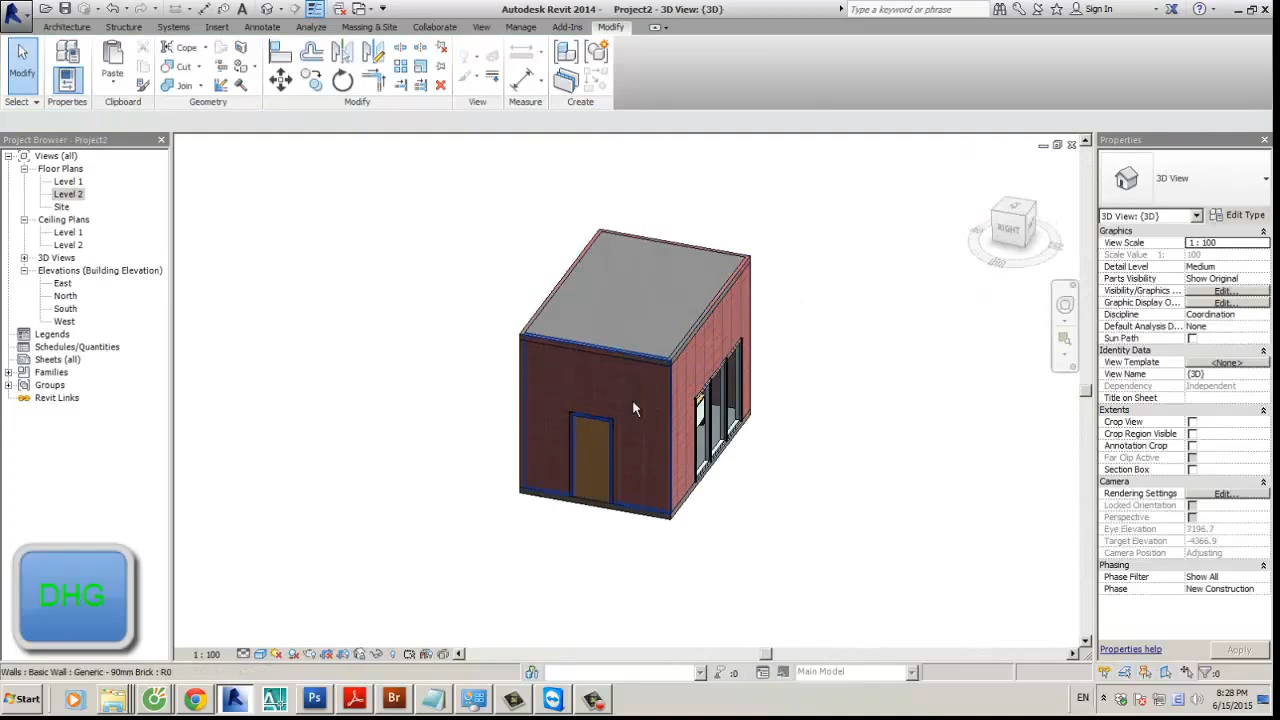 Autodesk Revit 2014 - Project2 - 3D View: {3D}
Type a keyword or phrase
Sign In
Architecture Structure Systems Insert Annotate Analyze Massing & Site Collaborate View Manage Add-Ins Modify
Modify
Paste
Cope
Cut
Join
Select Properties Clipboard Geometry Modify View Measure Create
Project Browser - Project2
Views (all)
Floor Plans
Level 1
Level 2
Site
Ceiling Plans
Level 1
Level 2
3D Views
Elevations (Building Elevation)
East
North
South
West
Legends
Schedules/Quantities
Sheets (all)
Families
Groups
Revit Links
DHG
RIGHT
Properties
3D View
3D View: {3D} Edit Type
Graphics
View Scale 1 : 100
Scale Value 1: 100
Detail Level Medium
Parts Visibility Show Original
Visibility/Graphics ... Edit...
Graphic Display O... Edit...
Discipline Coordination
Default Analysis D... None
Sun Path
Identity Data
View Template <None>
View Name {3D}
Dependency Independent
Title on Sheet
Extents
Crop View
Crop Region Visible
Annotation Crop
Far Clip Active
Section Box
Camera
Rendering Settings Edit...
Locked Orientation
Perspective
Eye Elevation 7196.7
Target Elevation -4366.9
Camera Position Adjusting
Phasing
Phase Filter Show All
Phase New Construction
Properties help Apply
1 : 100
Walls : Basic Wall : Generic - 90mm Brick : R0
:0
Main Model
:0
Start
Ps
Br
EN
8:28 PM
6/15/2015